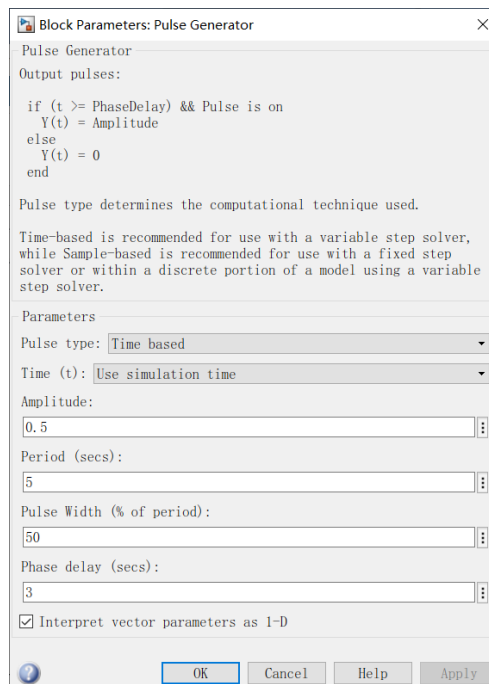 Block Parameters: Pulse Generator
Pulse Generator
Output pulses:
if (t >= PhaseDelay) && Pulse is on
Y(t) = Amplitude
else
Y(t) = 0
end
Pulse type determines the computational technique used.
Time-based is recommended for use with a variable step solver,
while Sample-based is recommended for use with a fixed step
solver or within a discrete portion of a model using a variable
step solver.
Parameters
Pulse type: Time based
Time (t): Use simulation time
Amplitude:
0.5
Period (secs):
5
Pulse Width (% of period):
50
Phase delay (secs):
3
Interpret vector parameters as 1-D
OK Cancel Help Apply